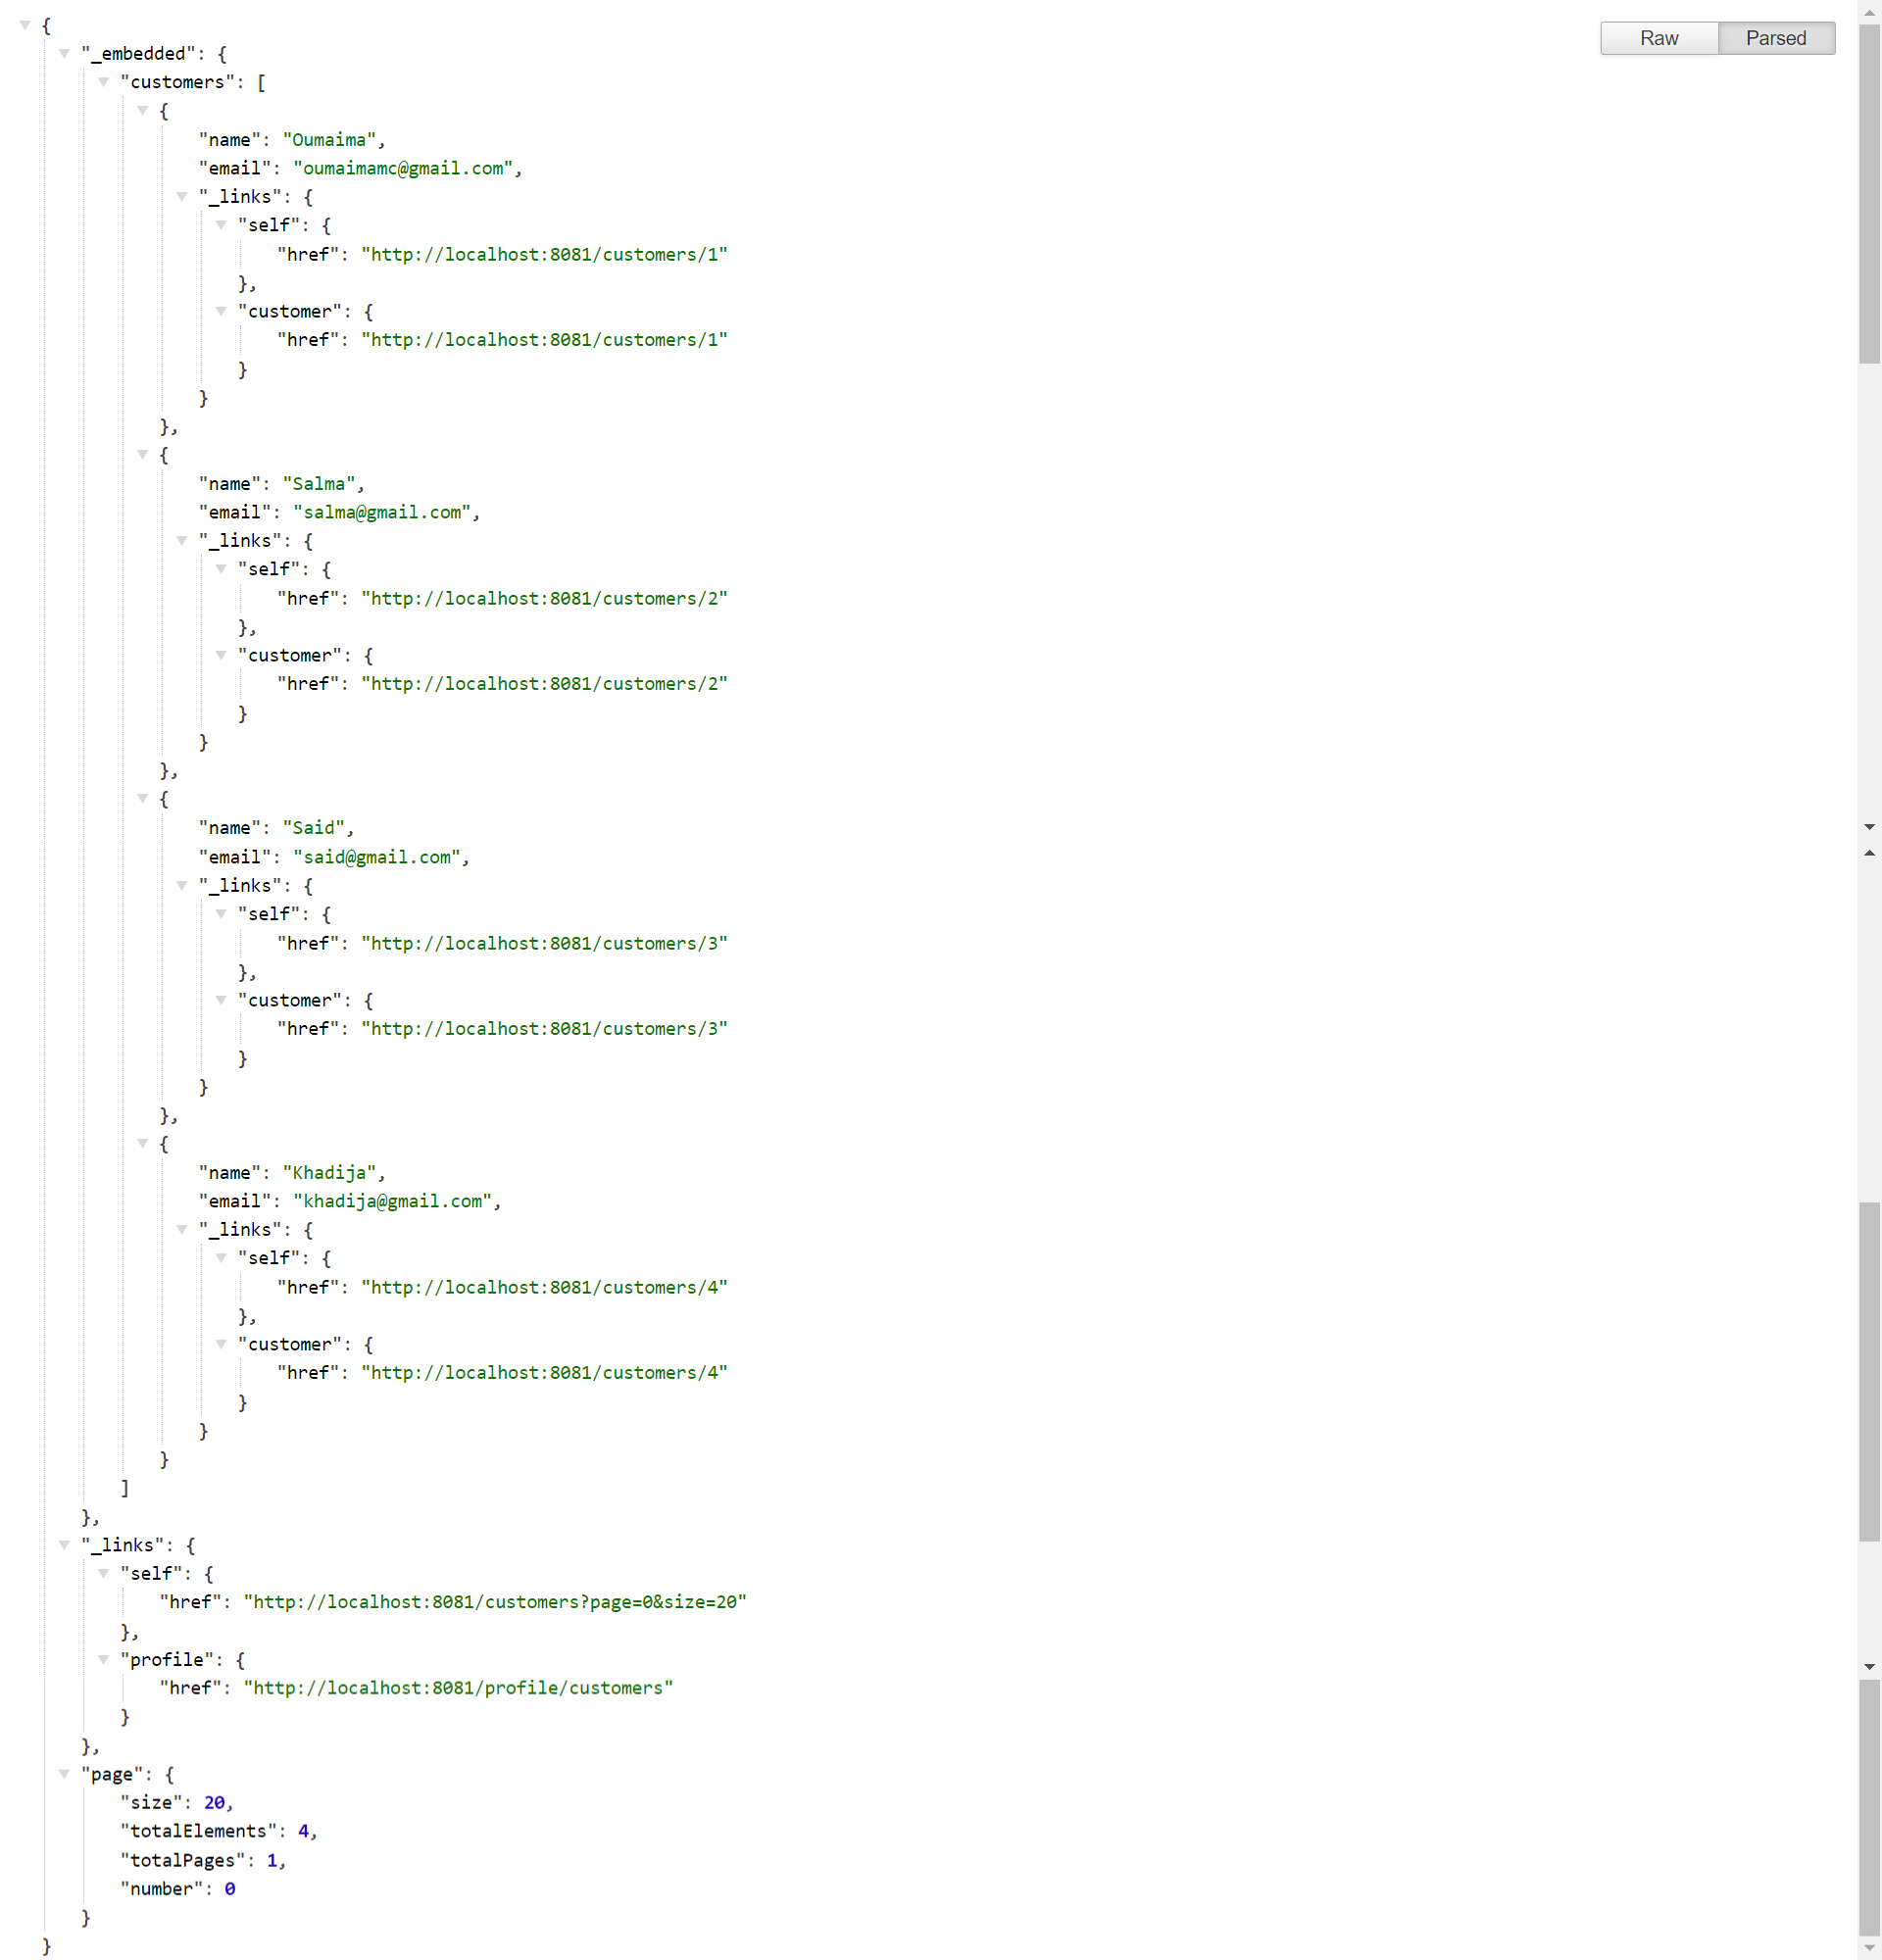 {
Raw Parsed
"_embedded": {
"customers": [
{
"name": "Oumaima",
"email": "oumaimamc@gmail.com",
"_links": {
"self": {
"href": "http://localhost:8081/customers/1"
},
"customer": {
"href": "http://localhost:8081/customers/1"
}
}
},
{
"name": "Salma",
"email": "salma@gmail.com",
"_links": {
"self": {
"href": "http://localhost:8081/customers/2"
},
"customer": {
"href": "http://localhost:8081/customers/2"
}
}
},
{
"name": "Said",
"email": "said@gmail.com",
"_links": {
"self": {
"href": "http://localhost:8081/customers/3"
},
"customer": {
"href": "http://localhost:8081/customers/3"
}
}
},
{
"name": "Khadija",
"email": "khadija@gmail.com",
"_links": {
"self": {
"href": "http://localhost:8081/customers/4"
},
"customer": {
"href": "http://localhost:8081/customers/4"
}
}
}
]
},
"_links": {
"self": {
"href": "http://localhost:8081/customers?page=0&size=20"
},
"profile": {
"href": "http://localhost:8081/profile/customers"
}
},
"page": {
"size": 20,
"totalElements": 4,
"totalPages": 1,
"number": 0
}
}